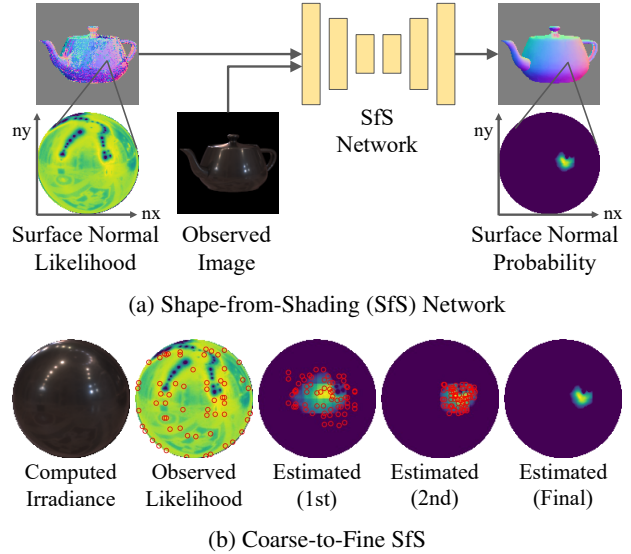 ny
nx
Surface Normal
Likelihood
Observed
Image
SfS
Network
ny
nx
Surface Normal
Probability
(a) Shape-from-Shading (SfS) Network
Computed
Irradiance
Observed
Likelihood
Estimated
(1st)
Estimated
(2nd)
Estimated
(Final)
(b) Coarse-to-Fine SfS